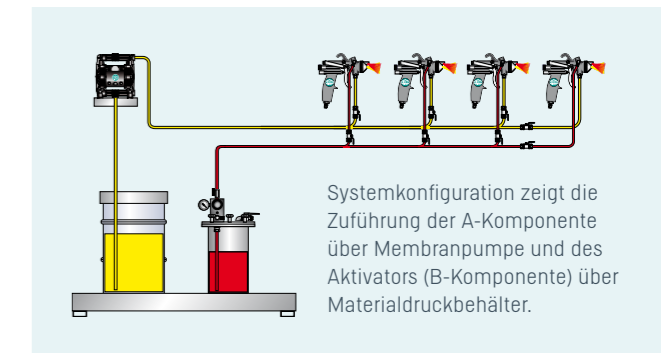 Systemkonfiguration zeigt die
Zuführung der A-Komponente
über Membranpumpe und des
Aktivators (B-Komponente) über
Materialdruckbehälter.